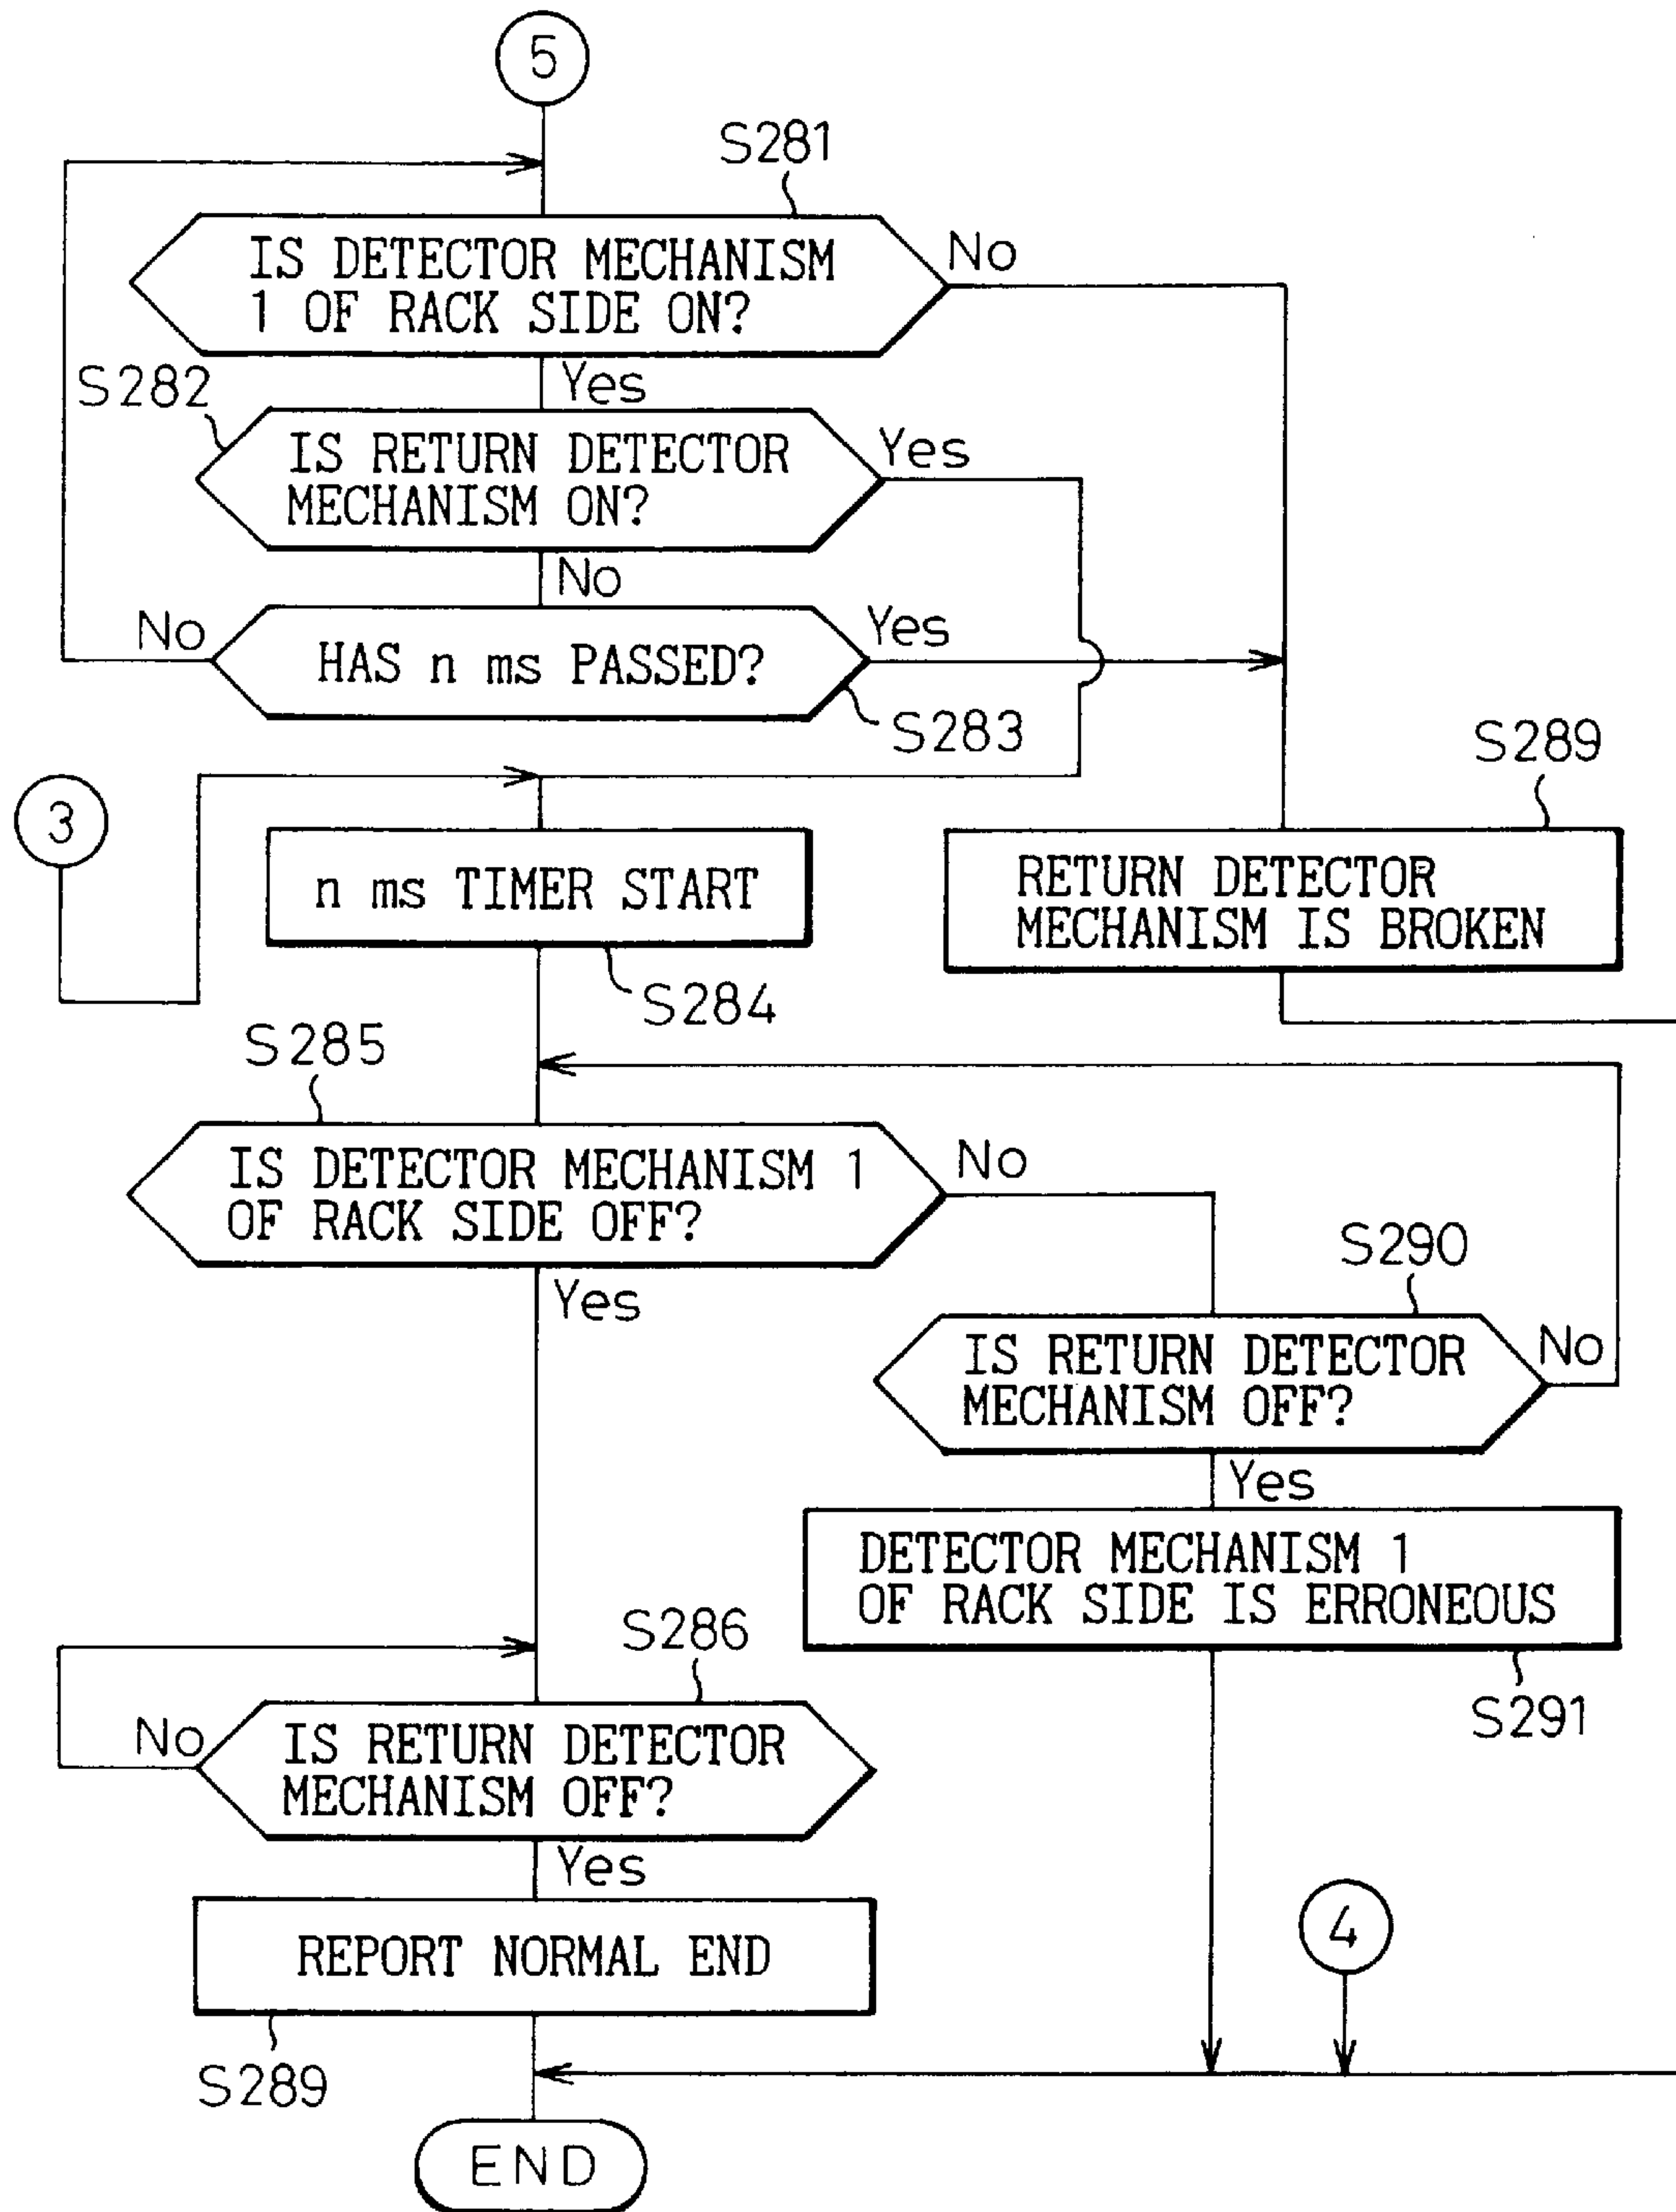 5
S281
IS DETECTOR MECHANISM
1 OF RACK SIDE ON?
No
Yes
S282
IS RETURN DETECTOR
MECHANISM ON?
Yes
No
No
HAS n ms PASSED?
Yes
S283
3
n ms TIMER START
S284
S289
RETURN DETECTOR
MECHANISM IS BROKEN
S285
IS DETECTOR MECHANISM 1
OF RACK SIDE OFF?
No
Yes
S290
IS RETURN DETECTOR
MECHANISM OFF?
No
Yes
DETECTOR MECHANISM 1
OF RACK SIDE IS ERRONEOUS
S291
S286
No
IS RETURN DETECTOR
MECHANISM OFF?
Yes
REPORT NORMAL END
S289
4
END